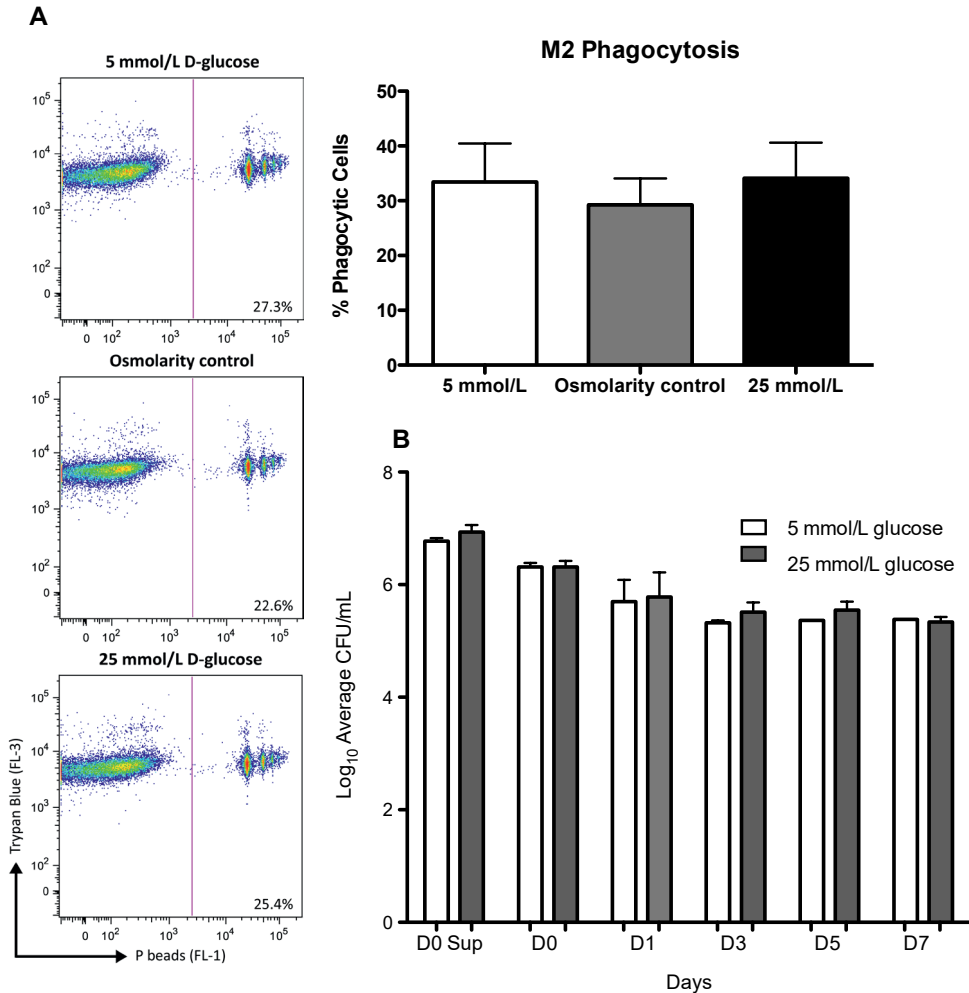 A
5 mmol/L D-glucose
10⁵
10⁴
10³
10²
0
0 10² 10³ 10⁴ 10⁵
27.3%
Osmolarity control
10⁵
10⁴
10³
10²
0
0 10² 10³ 10⁴ 10⁵
22.6%
25 mmol/L D-glucose
10⁵
10⁴
10³
10²
0
0 10² 10³ 10⁴ 10⁵
25.4%
Trypan Blue (FL-3)
P beads (FL-1)
M2 Phagocytosis
% Phagocytic Cells
50
40
30
20
10
0
5 mmol/L Osmolarity control 25 mmol/L
B
Log₁₀ Average CFU/mL
8
6
4
2
0
5 mmol/L glucose
25 mmol/L glucose
D0 Sup D0 D1 D3 D5 D7
Days